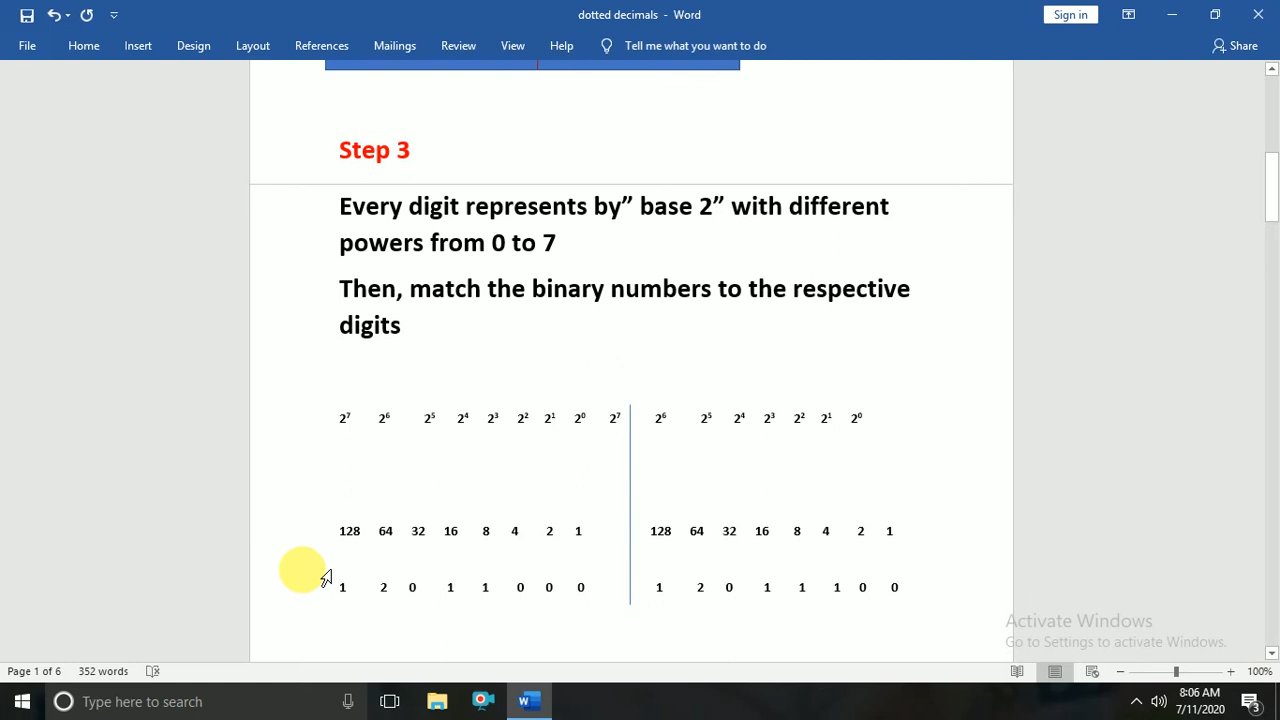 dotted decimals - Word
Sign in
File Home Insert Design Layout References Mailings Review View Help Tell me what you want to do Share
Step 3
Every digit represents by” base 2” with different
powers from 0 to 7
Then, match the binary numbers to the respective
digits
2⁷ 2⁶ 2⁵ 2⁴ 2³ 2² 2¹ 2⁰ 2⁷ 2⁶ 2⁵ 2⁴ 2³ 2² 2¹ 2⁰
128 64 32 16 8 4 2 1 128 64 32 16 8 4 2 1
1 2 0 1 1 0 0 0 1 2 0 1 1 1 0 0
Activate Windows
Go to Settings to activate Windows.
Page 1 of 6 352 words 100%
Type here to search
8:06 AM
7/11/2020
3